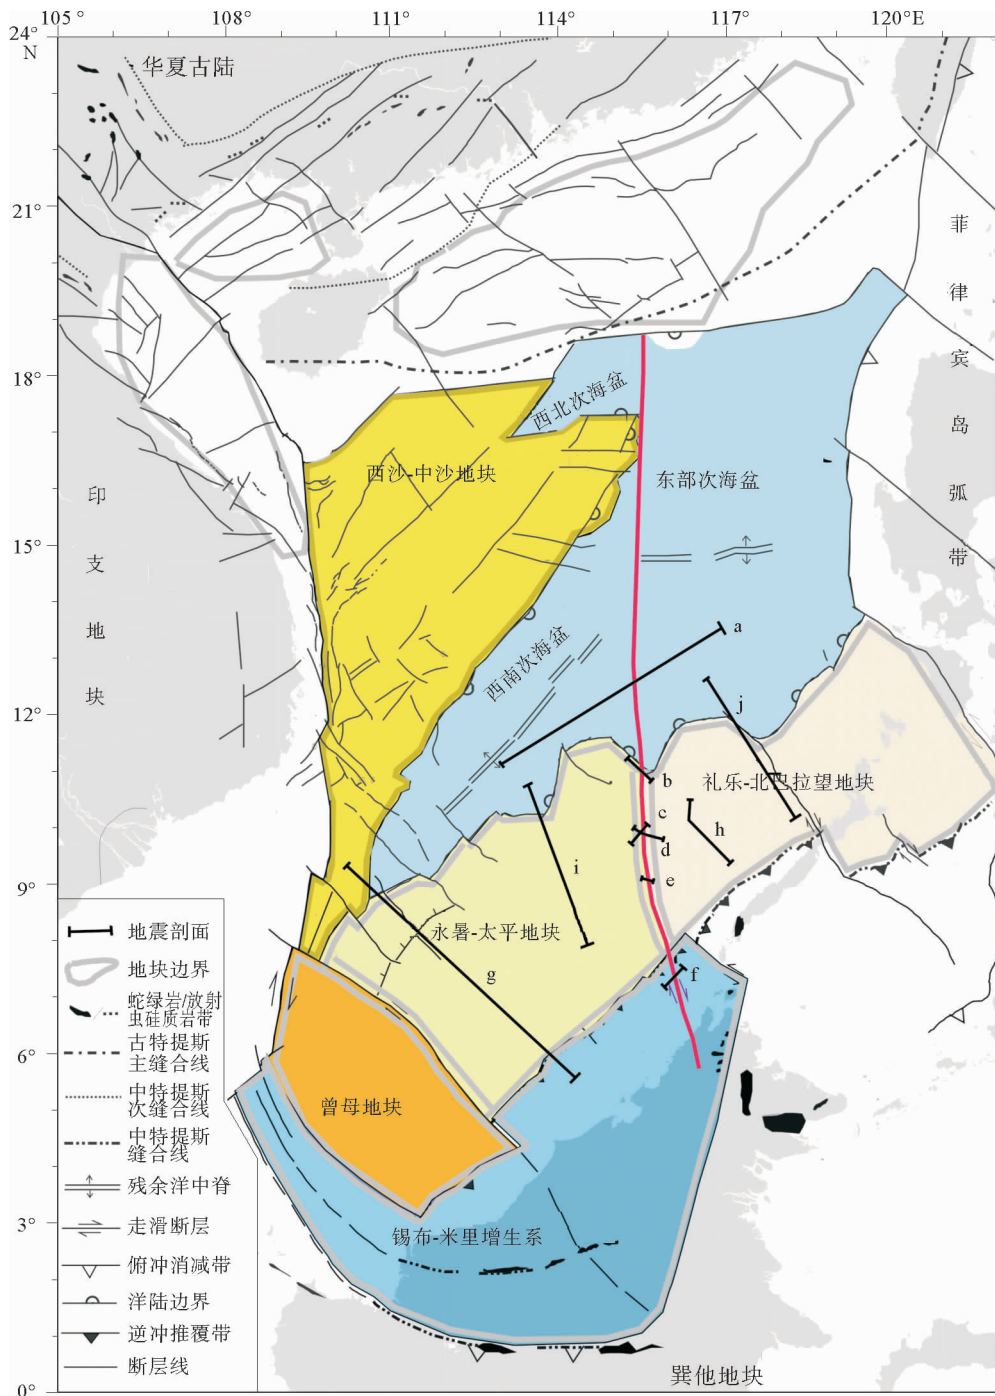 105 °
108°
111°
114°
117°
120°E
24°
N
华夏古陆
21°
菲律宾岛弧带
18°
西北次海盆
西沙-中沙地块
东部次海盆
印支地块
15°
西南次海盆
a
12°
j
b
礼乐-北巴拉望地块
c
h
d
i
e
9°
永暑-太平地块
g
f
6°
曾母地块
3°
锡布-米里增生系
巽他地块
0°
地震剖面
地块边界
蛇绿岩/放射
虫硅质岩带
古特提斯
主缝合线
中特提斯
次缝合线
中特提斯
缝合线
残余洋中脊
走滑断层
俯冲消减带
洋陆边界
逆冲推覆带
断层线